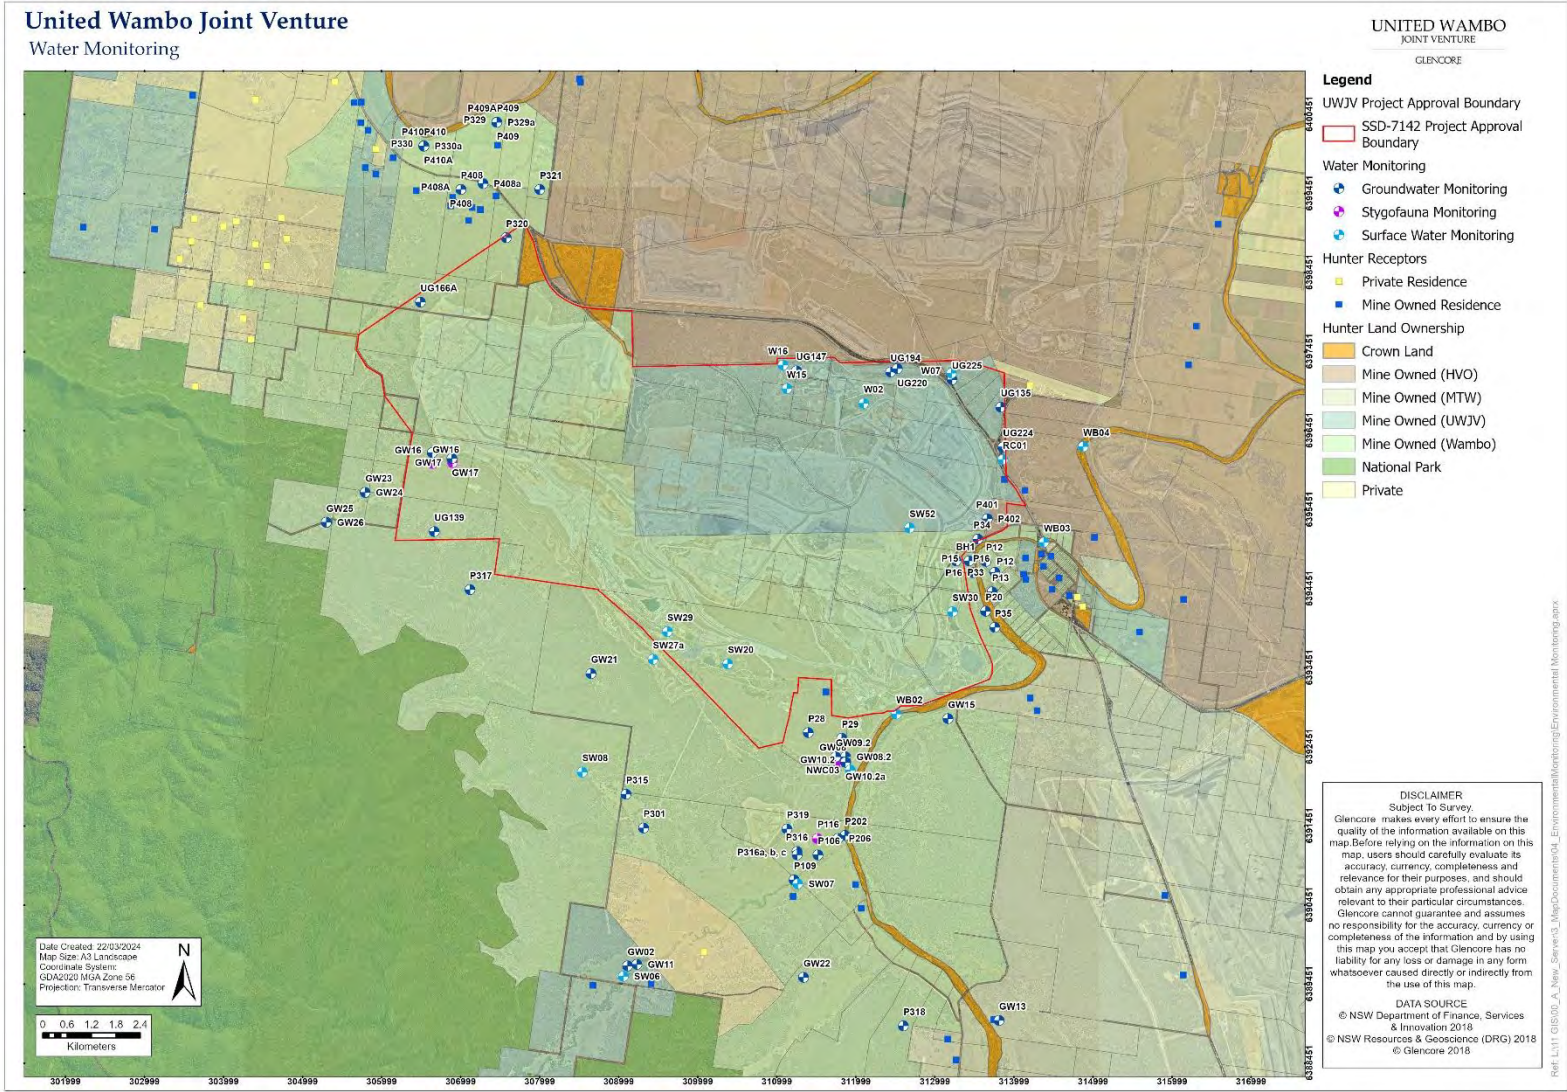 United Wambo Joint Venture
Water Monitoring
UNITED WAMBO
JOINT VENTURE
GLENCORE
Legend
UWJV Project Approval Boundary
SSD-7142 Project Approval
Boundary
Water Monitoring
Groundwater Monitoring
Stygofauna Monitoring
Surface Water Monitoring
Hunter Receptors
Private Residence
Mine Owned Residence
Hunter Land Ownership
Crown Land
Mine Owned (HVO)
Mine Owned (MTW)
Mine Owned (UWJV)
Mine Owned (Wambo)
National Park
Private
P409AP409
P329
P329a
P409
P410P410
P330
P330a
P410A
P408
P408A
P408a
P408
P321
P320
UG166A
W16
UG147
W15
UG194
W07
UG225
UG220
W02
UG135
UG224
RC01
WB04
GW16
GW16
GW17
GW17
GW23
GW24
GW25
GW26
UG139
SW52
P401
P402
P34
WB03
BH1
P12
P15
P16
P12
P16
P33
P13
P317
SW30
P20
P35
SW29
SW27a
SW20
GW21
WB02
GW15
P28
P29
GW09.2
GW08.2
GW10.2
NWC03
GW10.2a
SW08
P315
P301
P319
P116
P202
P316
P106
P206
P316a, b, c
P109
SW07
GW02
GW11
SW06
GW22
GW13
P318
Date Created: 22/03/2024
Map Size: A3 Landscape
Coordinate System:
GDA2020 MGA Zone 56
Projection: Transverse Mercator
N
0 0.6 1.2 1.8 2.4
Kilometers
301999 302999 303999 304999 305999 306999 307999 308999 309999 310999 311999 312999 313999 314999 315999 316999
6400451
6399451
6398451
6397451
6396451
6395451
6394451
6393451
6392451
6391451
6390451
6389451
6388451
DISCLAIMER
Subject To Survey.
Glencore makes every effort to ensure the
quality of the information available on this
map.Before relying on the information on this
map, users should carefully evaluate its
accuracy, currency, completeness and
relevance for their purposes, and should
obtain any appropriate professional advice
relevant to their particular circumstances.
Glencore cannot guarantee and assumes
no responsibility for the accuracy, currency or
completeness of the information and by using
this map you accept that Glencore has no
liability for any loss or damage in any form
whatsoever caused directly or indirectly from
the use of this map.
DATA SOURCE
© NSW Department of Finance, Services
& Innovation 2018
© NSW Resources & Geoscience (DRG) 2018
© Glencore 2018